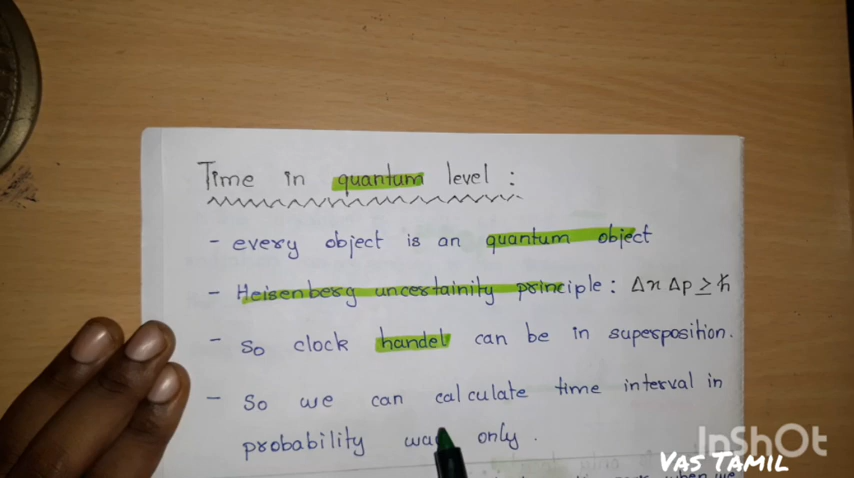 Time in quantum level :
- every object is an quantum object
- Heisenberg uncertainity principle : Δx Δp ≥ ℏ
- So clock handel can be in superposition.
- So we can calculate time interval in
probability way only .
InShOt
VAS TAMIL